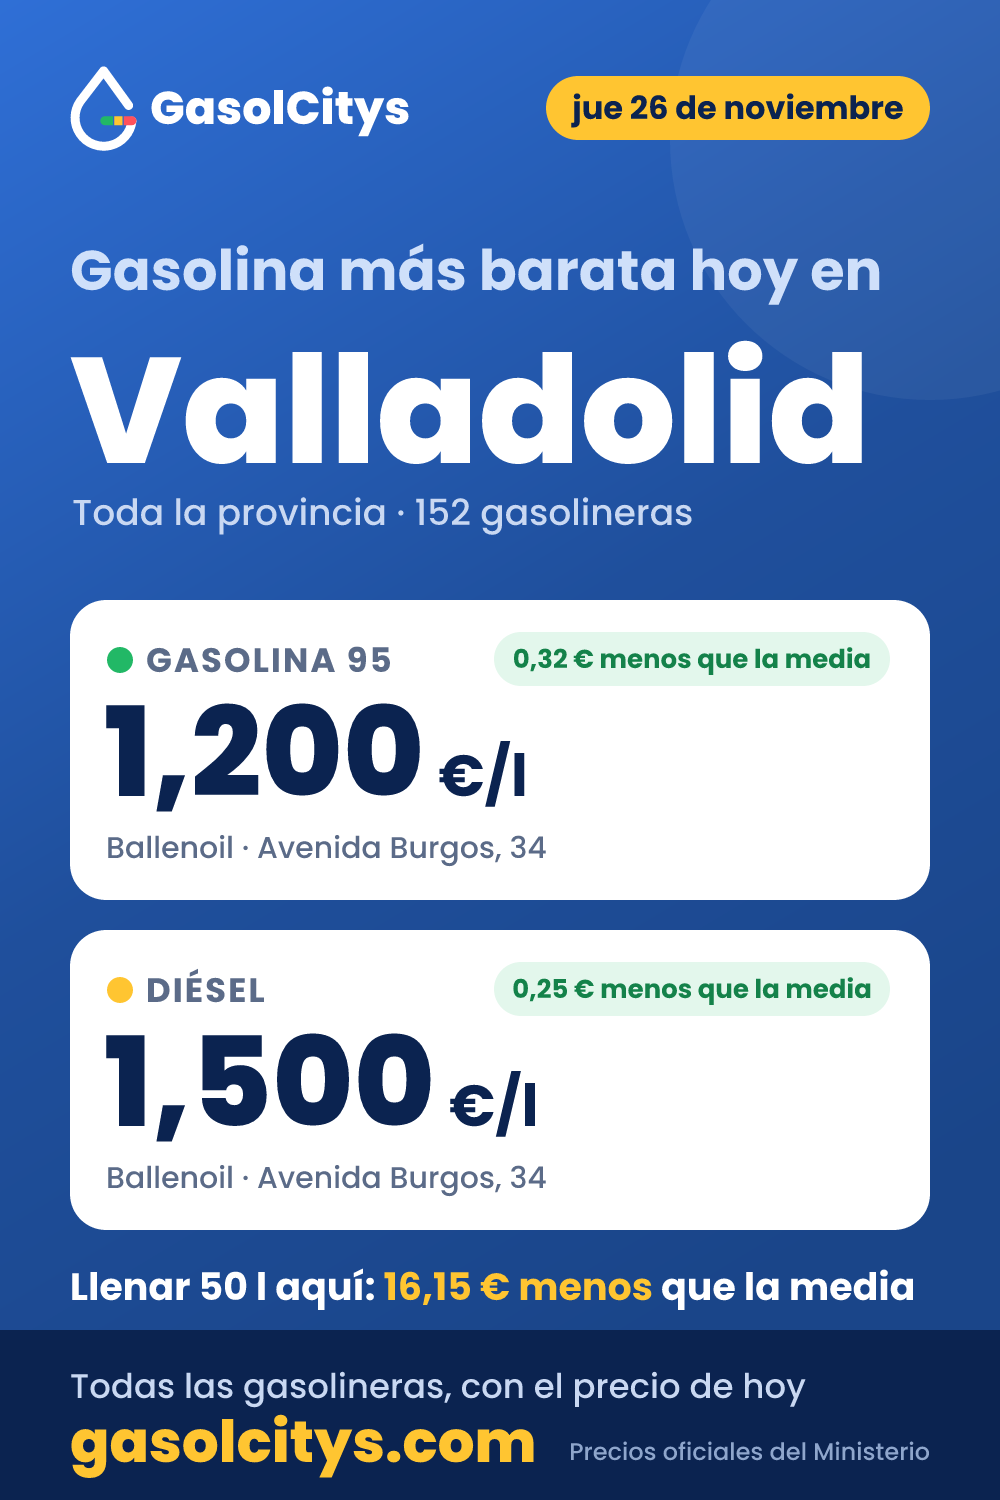 GasolCitys
jue 26 de noviembre
Gasolina más barata hoy en
Valladolid
Toda la provincia · 152 gasolineras
GASOLINA 95
0,32 € menos que la media
1,200 €/l
Ballenoil · Avenida Burgos, 34
DIÉSEL
0,25 € menos que la media
1,500 €/l
Ballenoil · Avenida Burgos, 34
Llenar 50 l aquí: 16,15 € menos que la media
Todas las gasolineras, con el precio de hoy
gasolcitys.com
Precios oficiales del Ministerio